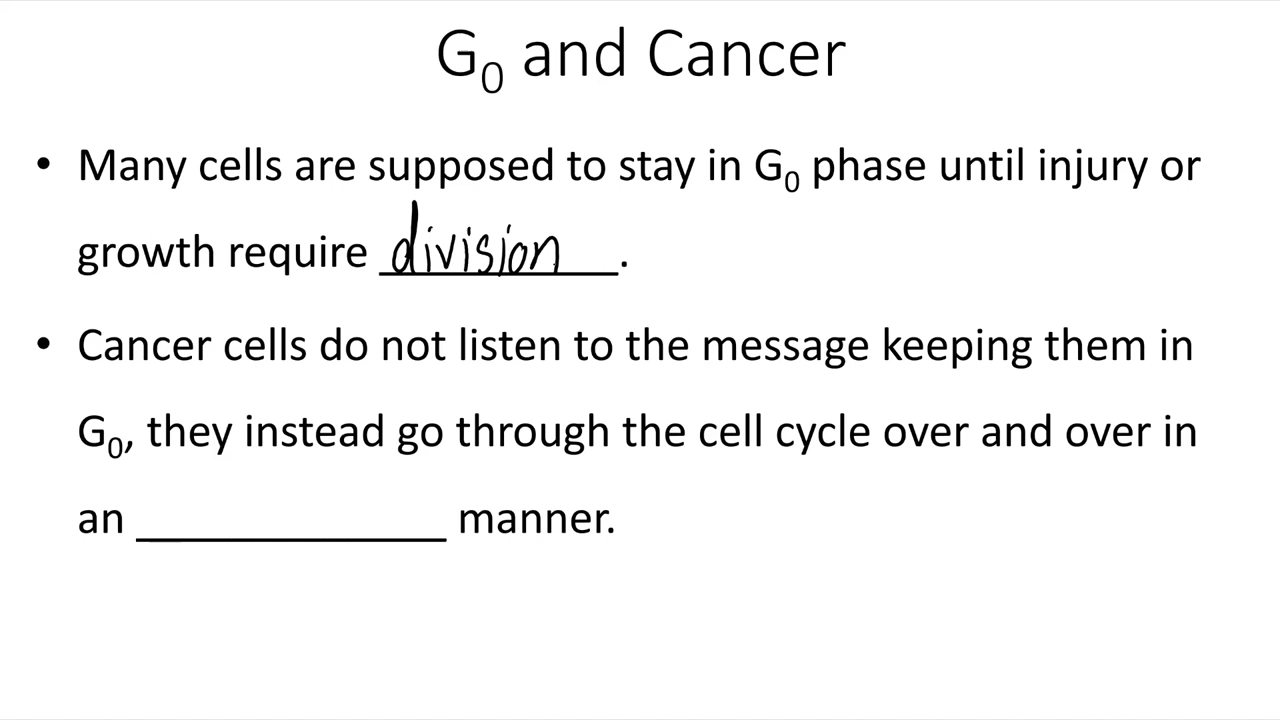 G₀ and Cancer
• Many cells are supposed to stay in G₀ phase until injury or
growth require division.
• Cancer cells do not listen to the message keeping them in
G₀, they instead go through the cell cycle over and over in
an ______________ manner.